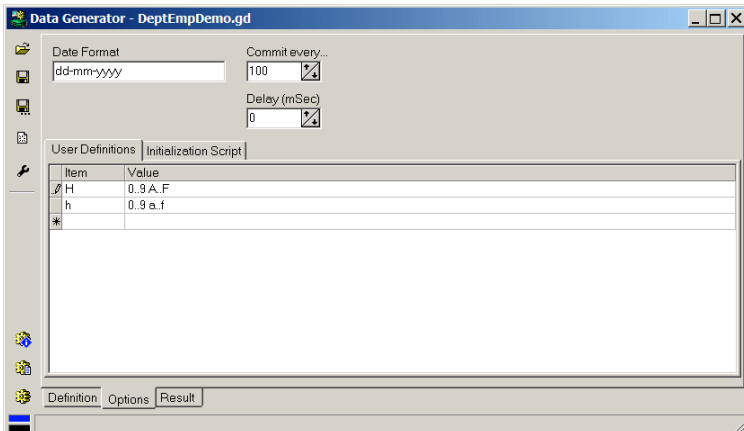 Data Generator - DeptEmpDemo.gd
Date Format Commit every...
dd-mm-yyyy 100
Delay (mSec)
0
User Definitions Initialization Script
Item Value
H 0..9 A..F
h 0..9 a..f
Definition Options Result